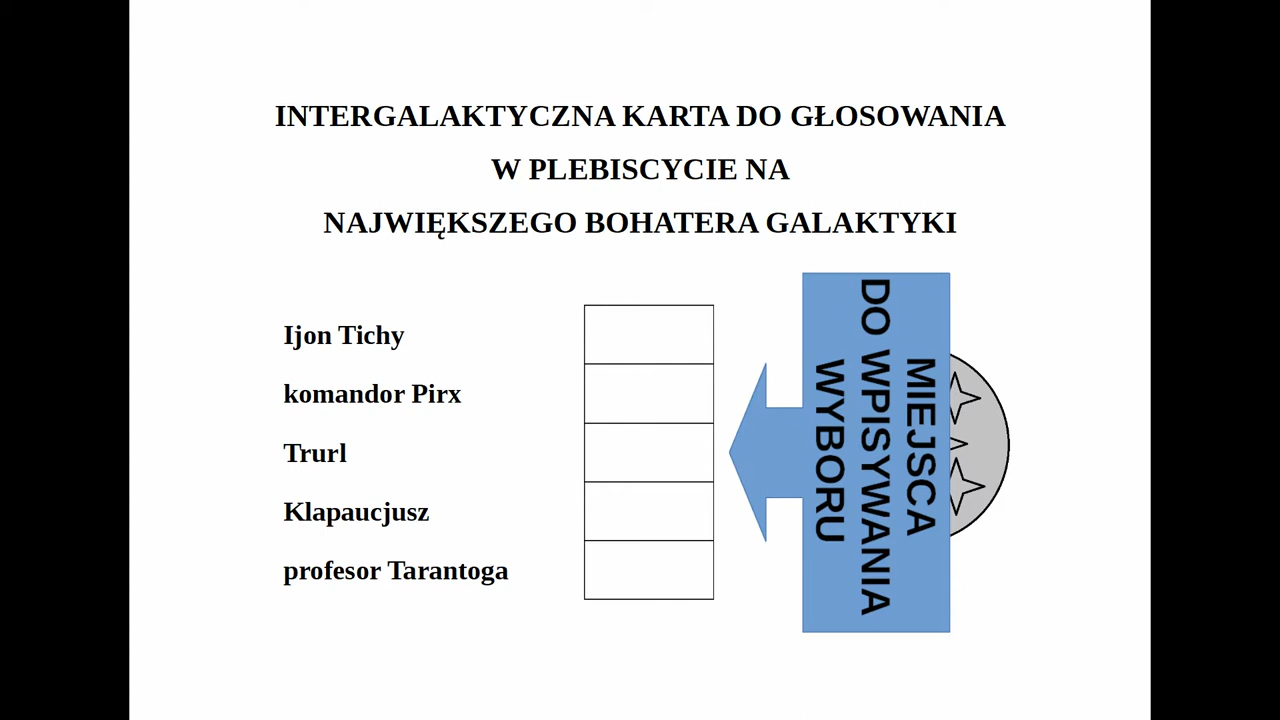 INTERGALAKTYCZNA KARTA DO GŁOSOWANIA
W PLEBISCYCIE NA
NAJWIĘKSZEGO BOHATERA GALAKTYKI
Ijon Tichy
komandor Pirx
Trurl
Klapaucjusz
profesor Tarantoga
MIEJSCA
DO WPISYWANIA
WYBORU